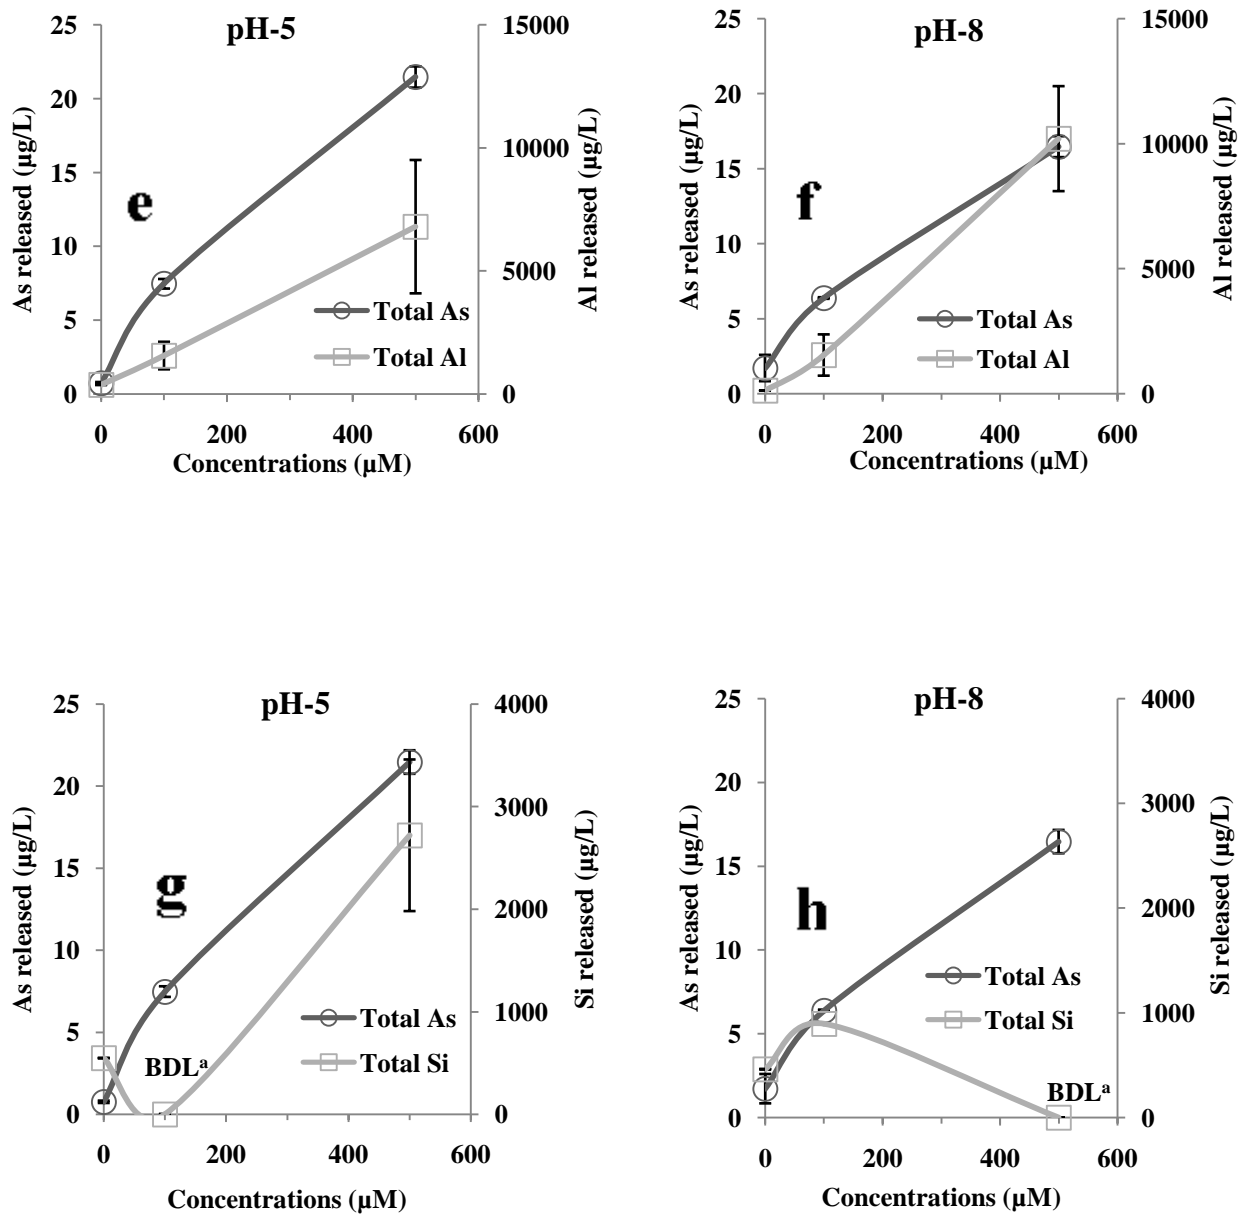 pH-5
25
20
15
10
5
0
15000
10000
5000
0
As released (µg/L)
Al released (µg/L)
e
Total As
Total Al
0 200 400 600
Concentrations (µM)
pH-8
25
20
15
10
5
0
15000
10000
5000
0
As released (µg/L)
Al released (µg/L)
f
Total As
Total Al
0 200 400 600
Concentrations (µM)
pH-5
25
20
15
10
5
0
4000
3000
2000
1000
0
As released (µg/L)
Si released (µg/L)
g
Total As
BDLª
Total Si
0 200 400 600
Concentrations (µM)
pH-8
25
20
15
10
5
0
4000
3000
2000
1000
0
As released (µg/L)
Si released (µg/L)
h
Total As
Total Si
BDLª
0 200 400 600
Concentrations (µM)